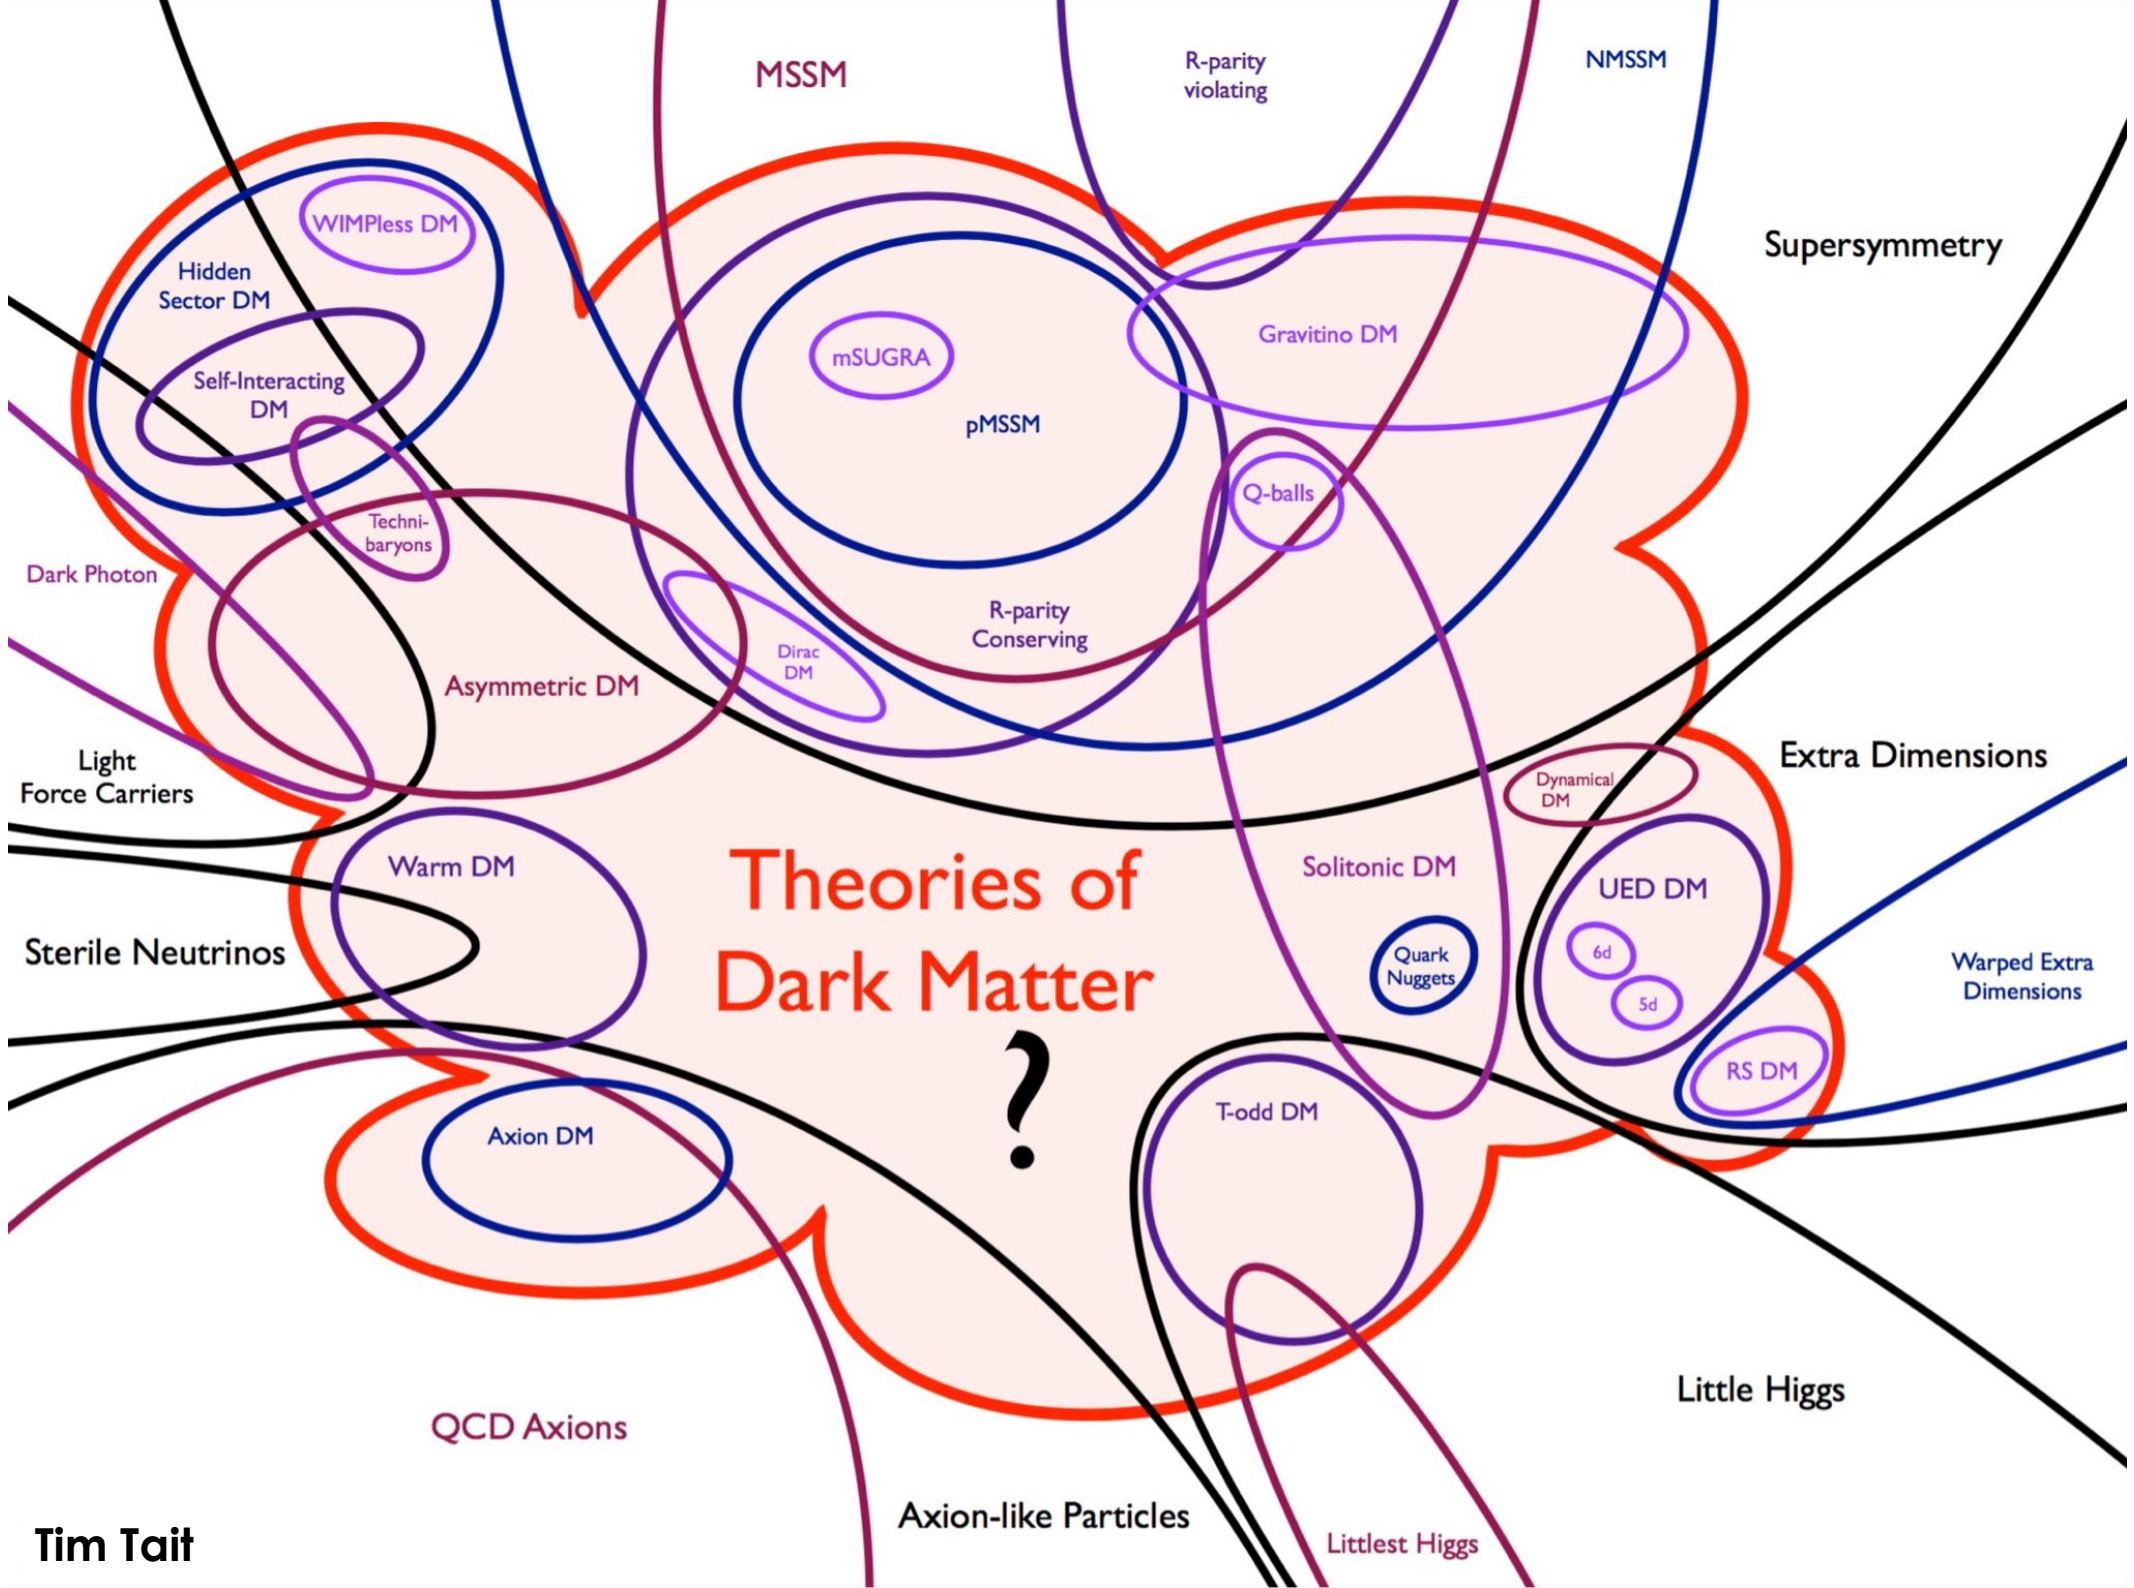 MSSM
R-parity
violating
NMSSM
WIMPless DM
Hidden
Sector DM
Supersymmetry
Self-Interacting
DM
mSUGRA
Gravitino DM
pMSSM
Q-balls
Techni-
baryons
Dark Photon
R-parity
Conserving
Dirac
DM
Asymmetric DM
Light
Force Carriers
Extra Dimensions
Dynamical
DM
Warm DM
Theories of
Dark Matter
?
Solitonic DM
UED DM
Sterile Neutrinos
Quark
Nuggets
6d
5d
Warped Extra
Dimensions
RS DM
Axion DM
T-odd DM
Little Higgs
QCD Axions
Axion-like Particles
Littlest Higgs
Tim Tait